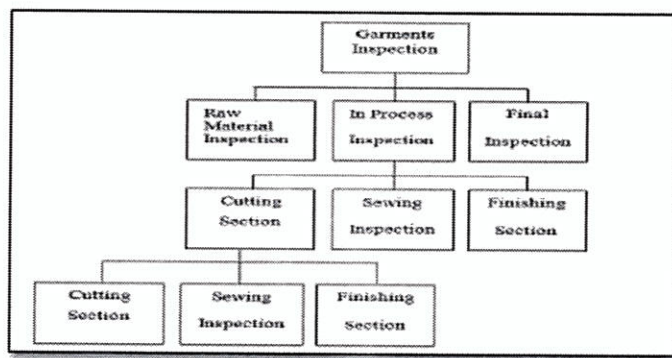 Garments
Inspection
Raw
Material
Inspection
In Process
Inspection
Final
Inspection
Cutting
Section
Sewing
Inspection
Finishing
Section
Cutting
Section
Sewing
Inspection
Finishing
Section